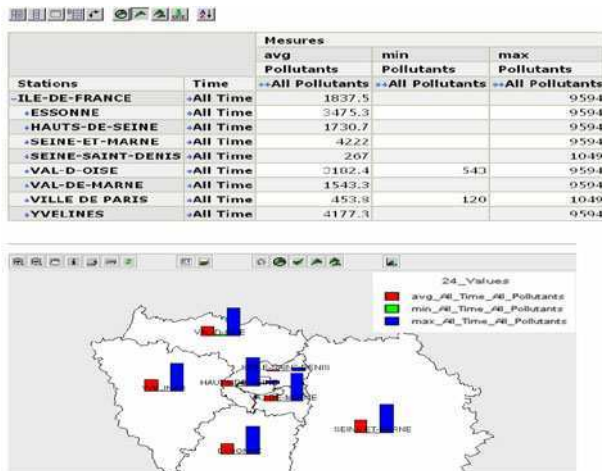 Mesures
avg min max
Pollutants Pollutants Pollutants
Stations Time +All Pollutants +All Pollutants +All Pollutants
-ILE-DE-FRANCE +All Time 1837.5 9594
+ESSONNE +All Time 3475.3 9594
+HAUTS-DE-SEINE +All Time 1730.7 9594
+SEINE-ET-MARNE +All Time 4222 9594
+SEINE-SAINT-DENIS +All Time 267 1049
+VAL-D-OISE +All Time 3182.4 543 9594
+VAL-DE-MARNE +All Time 1543.3 9594
+VILLE DE PARIS +All Time 453.8 120 1049
+YVELINES +All Time 4177.3 9594
24_Values
avg_All_Time_All_Pollutants
min_All_Time_All_Pollutants
max_All_Time_All_Pollutants
SEINE-ET-MARNE